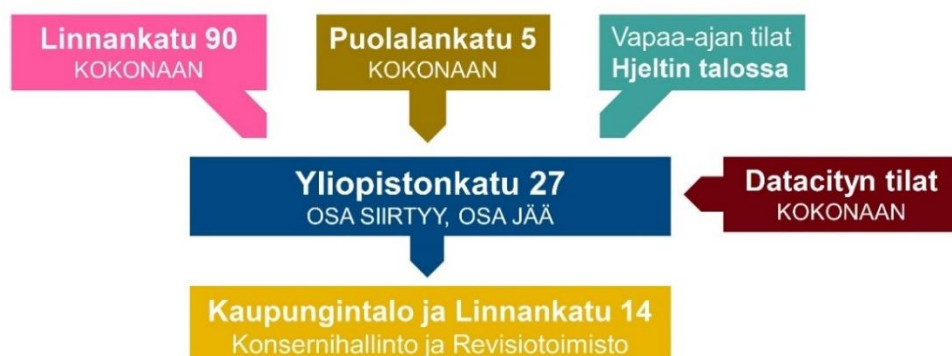 Linnankatu 90
KOKONAAN
Puolalankatu 5
KOKONAAN
Vapaa-ajan tilat
Hjeltin talossa
Yliopistonkatu 27
OSA SIIRTYY, OSA JÄÄ
Datacityn tilat
KOKONAAN
Kaupungintalo ja Linnankatu 14
Konsernihallinto ja Revisiotoimisto